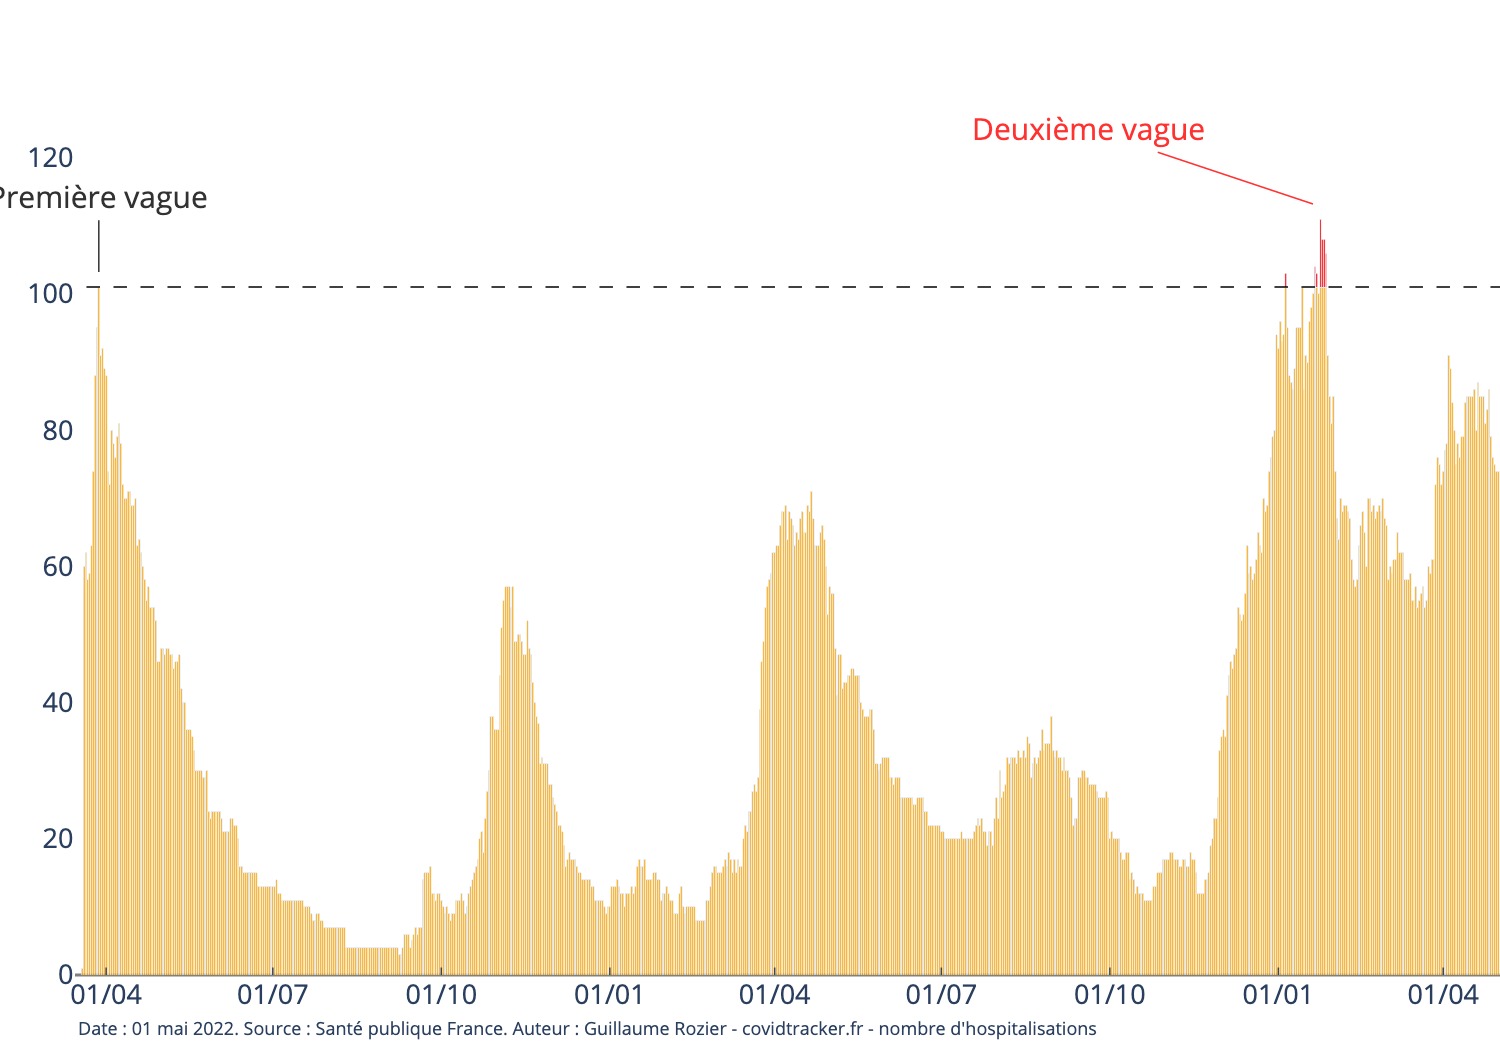 Deuxième vague
120
Première vague
100
80
60
40
20
0
01/04 01/07 01/10 01/01 01/04 01/07 01/10 01/01 01/04
Date : 01 mai 2022. Source : Santé publique France. Auteur : Guillaume Rozier - covidtracker.fr - nombre d'hospitalisations